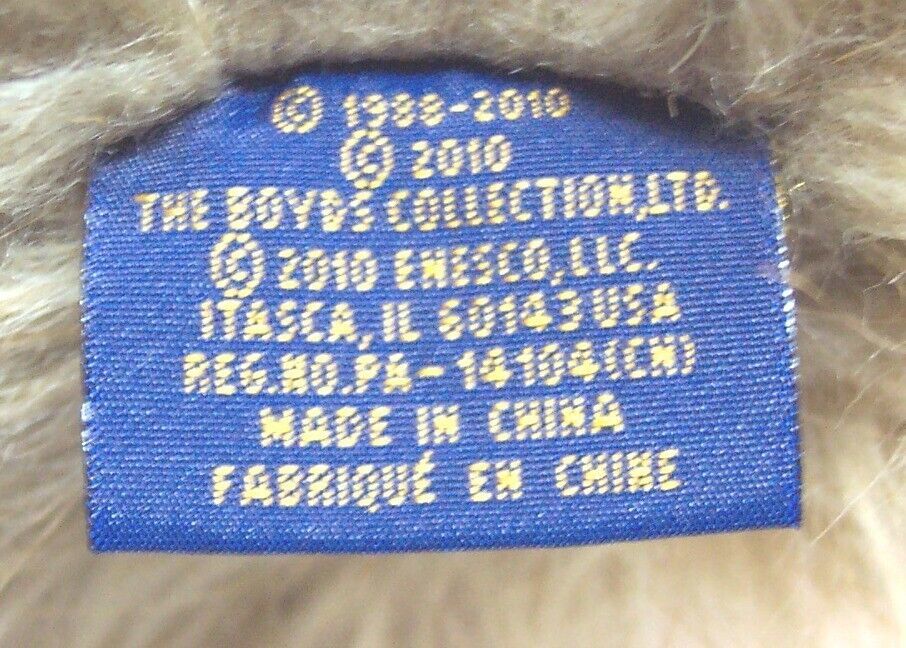 © 1988-2010
© 2010
THE BOYDS COLLECTION,LTD.
© 2010 ENESCO,LLC.
ITASCA,IL 60143 USA
REG.NO.PA-14104(CN)
MADE IN CHINA
FABRIQUÉ EN CHINE